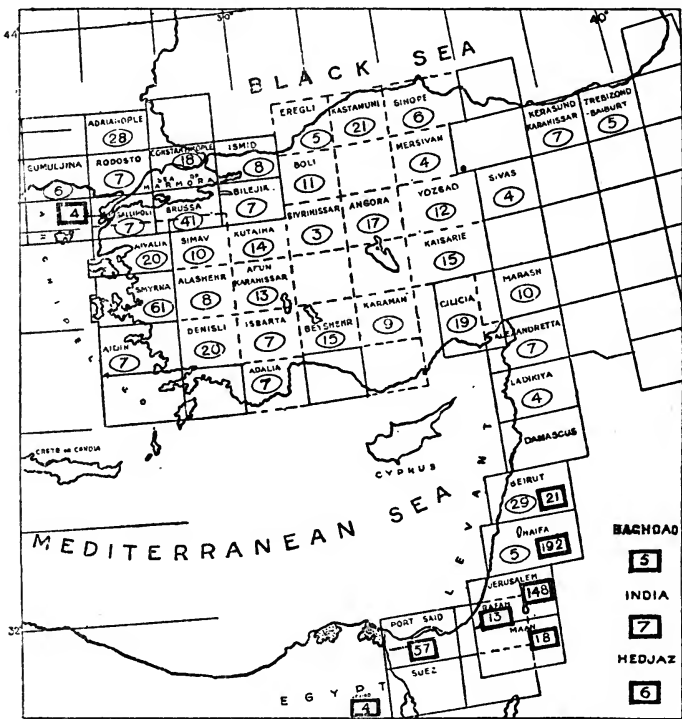 44
30°
40°
BLACK SEA
ADRIANOPLE
28
EREGLI
5
KASTAMUNI
21
SINOPE
6
KERASUND
KARAHISSAR
7
TREBIZOND
-BAIBURT
5
GUMULJINA
6
RODOSTO
7
CONSTANTINOPLE
18
ISMID
8
BOLI
11
MERSIVAN
4
SEA OF
MARMORA
4
GALLIPOLI
7
BRUSSA
41
BILEJIK
7
SIVRIHISSAR
3
ANGORA
17
YOZGAD
12
SIVAS
4
AIVALIK
20
SIMAV
10
KUTAIHA
14
KAISARIE
15
SMYRNA
61
ALASHEHR
8
AFUN
KARAHISSAR
13
MARASH
10
AIDIN
7
DENISLI
20
ISBARTA
7
BEYSHEHR
15
KARAMAN
9
CILICIA
19
ALEXANDRETTA
7
ADALIA
7
LADIKIYA
4
DAMASCUS
CRETE OR CANDIA
CYPRUS
LEVANT
MEDITERRANEAN SEA
BEIRUT
29
21
HAIFA
5
192
BAGHDAD
5
JERUSALEM
148
INDIA
7
32
PORT SAID
57
13
MAAN
18
HEDJAZ
6
SUEZ
EGYPT
4